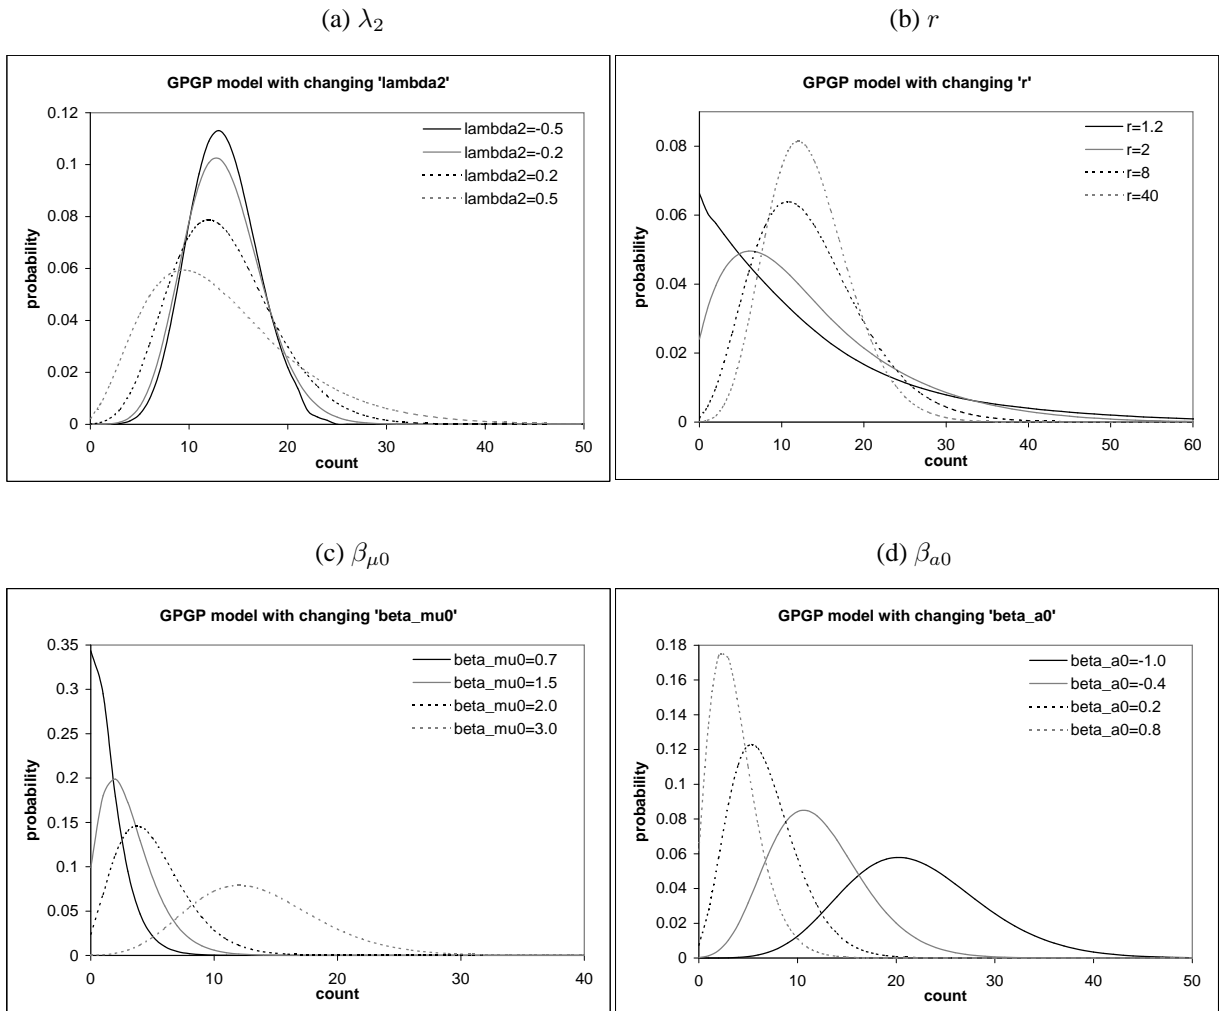 (a) λ₂
(b) r
GPGP model with changing 'lambda2'
0.12
0.1
0.08
0.06
0.04
0.02
0
probability
lambda2=-0.5
lambda2=-0.2
lambda2=0.2
lambda2=0.5
0 10 20 30 40 50
count
GPGP model with changing 'r'
0.08
0.06
0.04
0.02
0
probability
r=1.2
r=2
r=8
r=40
0 10 20 30 40 50 60
count
(c) βμ0
(d) βa0
GPGP model with changing 'beta_mu0'
0.35
0.3
0.25
0.2
0.15
0.1
0.05
0
probability
beta_mu0=0.7
beta_mu0=1.5
beta_mu0=2.0
beta_mu0=3.0
0 10 20 30 40
count
GPGP model with changing 'beta_a0'
0.18
0.16
0.14
0.12
0.1
0.08
0.06
0.04
0.02
0
probability
beta_a0=-1.0
beta_a0=-0.4
beta_a0=0.2
beta_a0=0.8
0 10 20 30 40 50
count